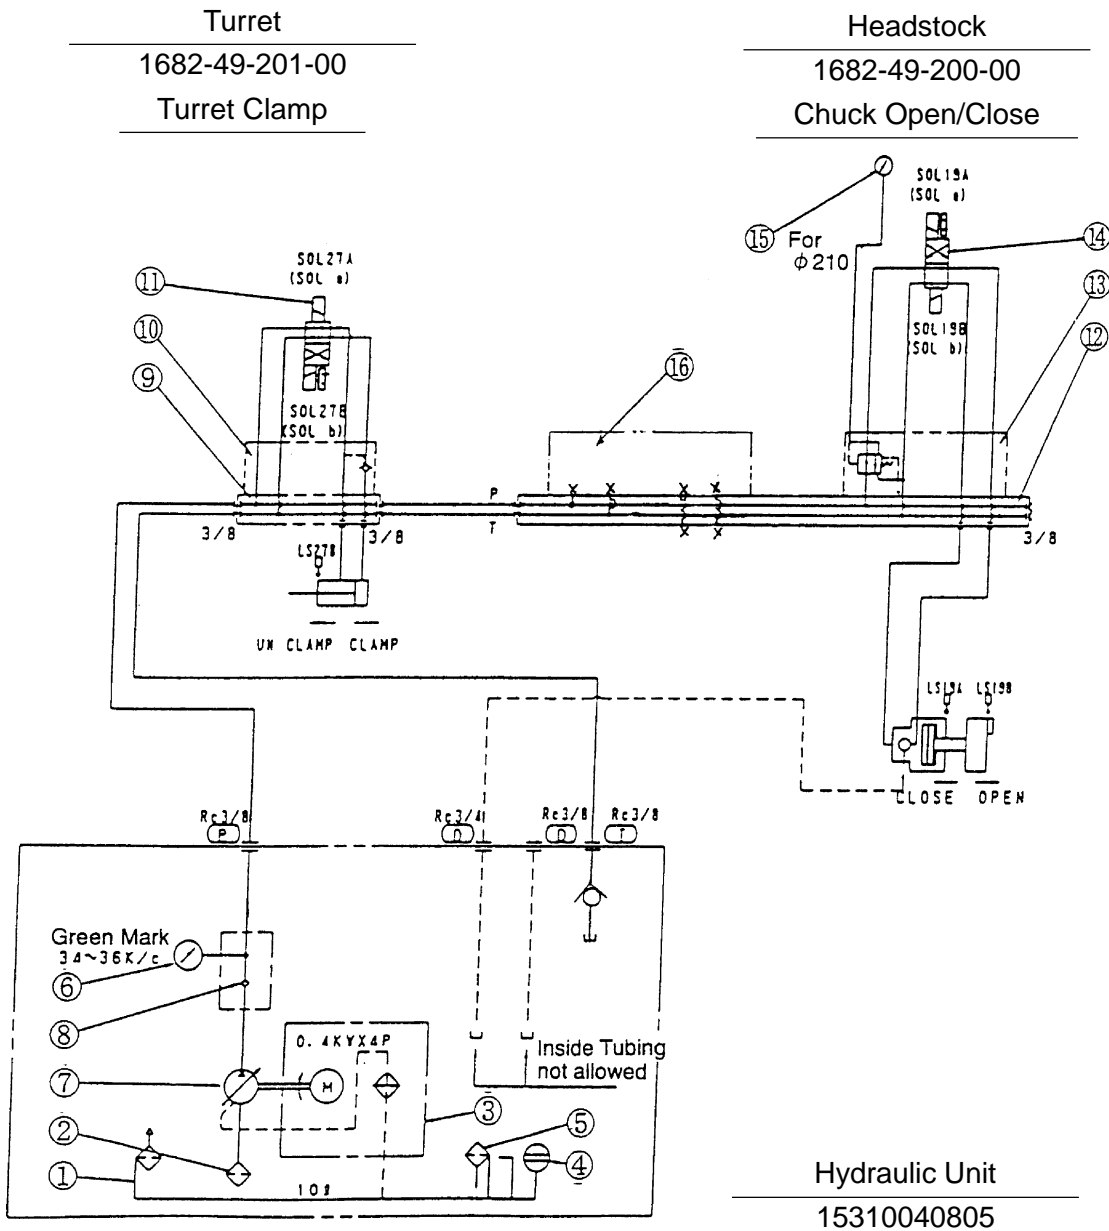 Turret
1682-49-201-00
Turret Clamp
Headstock
1682-49-200-00
Chuck Open/Close
SOL19A
(SOL a)
⑮ For
φ210
⑭
SOL27A
(SOL a)
⑪
⑬
⑩
SOL19B
(SOL b)
⑫
⑯
⑨
SOL27B
(SOL b)
P
T
3/8
3/8
3/8
LS27B
UN CLAMP CLAMP
LS19A LS19B
CLOSE OPEN
Rc3/8
P
Rc3/4
D
Rc3/8
D
Rc3/8
T
Green Mark
34~36K/c
⑥
⑧
0.4KWX4P
Inside Tubing
not allowed
⑦
M
③
②
⑤
①
④
10ℓ
Hydraulic Unit
15310040805